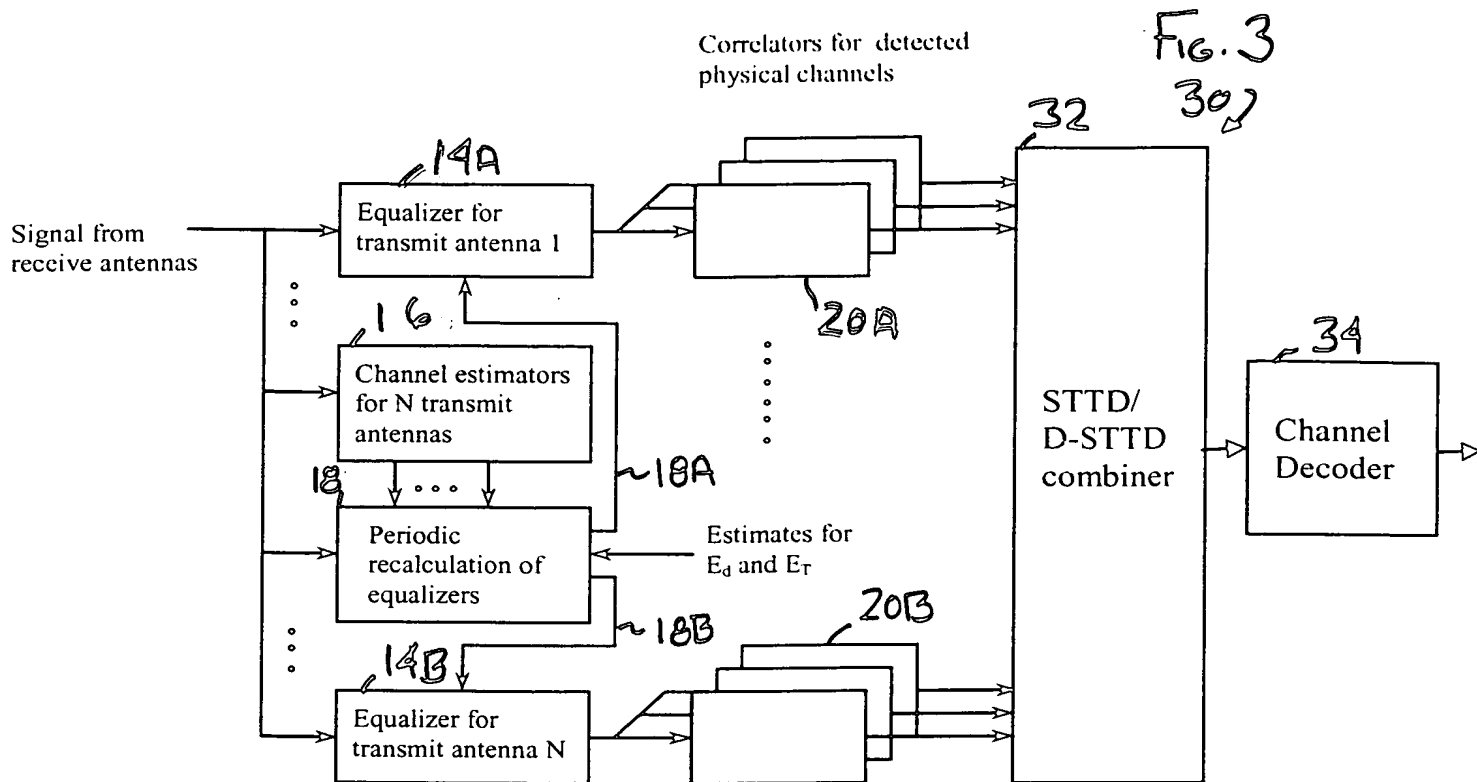 Correlators for detected
physical channels
FIG. 3
30
32
14A
Equalizer for
transmit antenna 1
Signal from
receive antennas
20A
16
Channel estimators
for N transmit
antennas
34
STTD/
D-STTD
combiner
Channel
Decoder
18A
18
Periodic
recalculation of
equalizers
Estimates for
Ed and ET
18B
20B
14B
Equalizer for
transmit antenna N